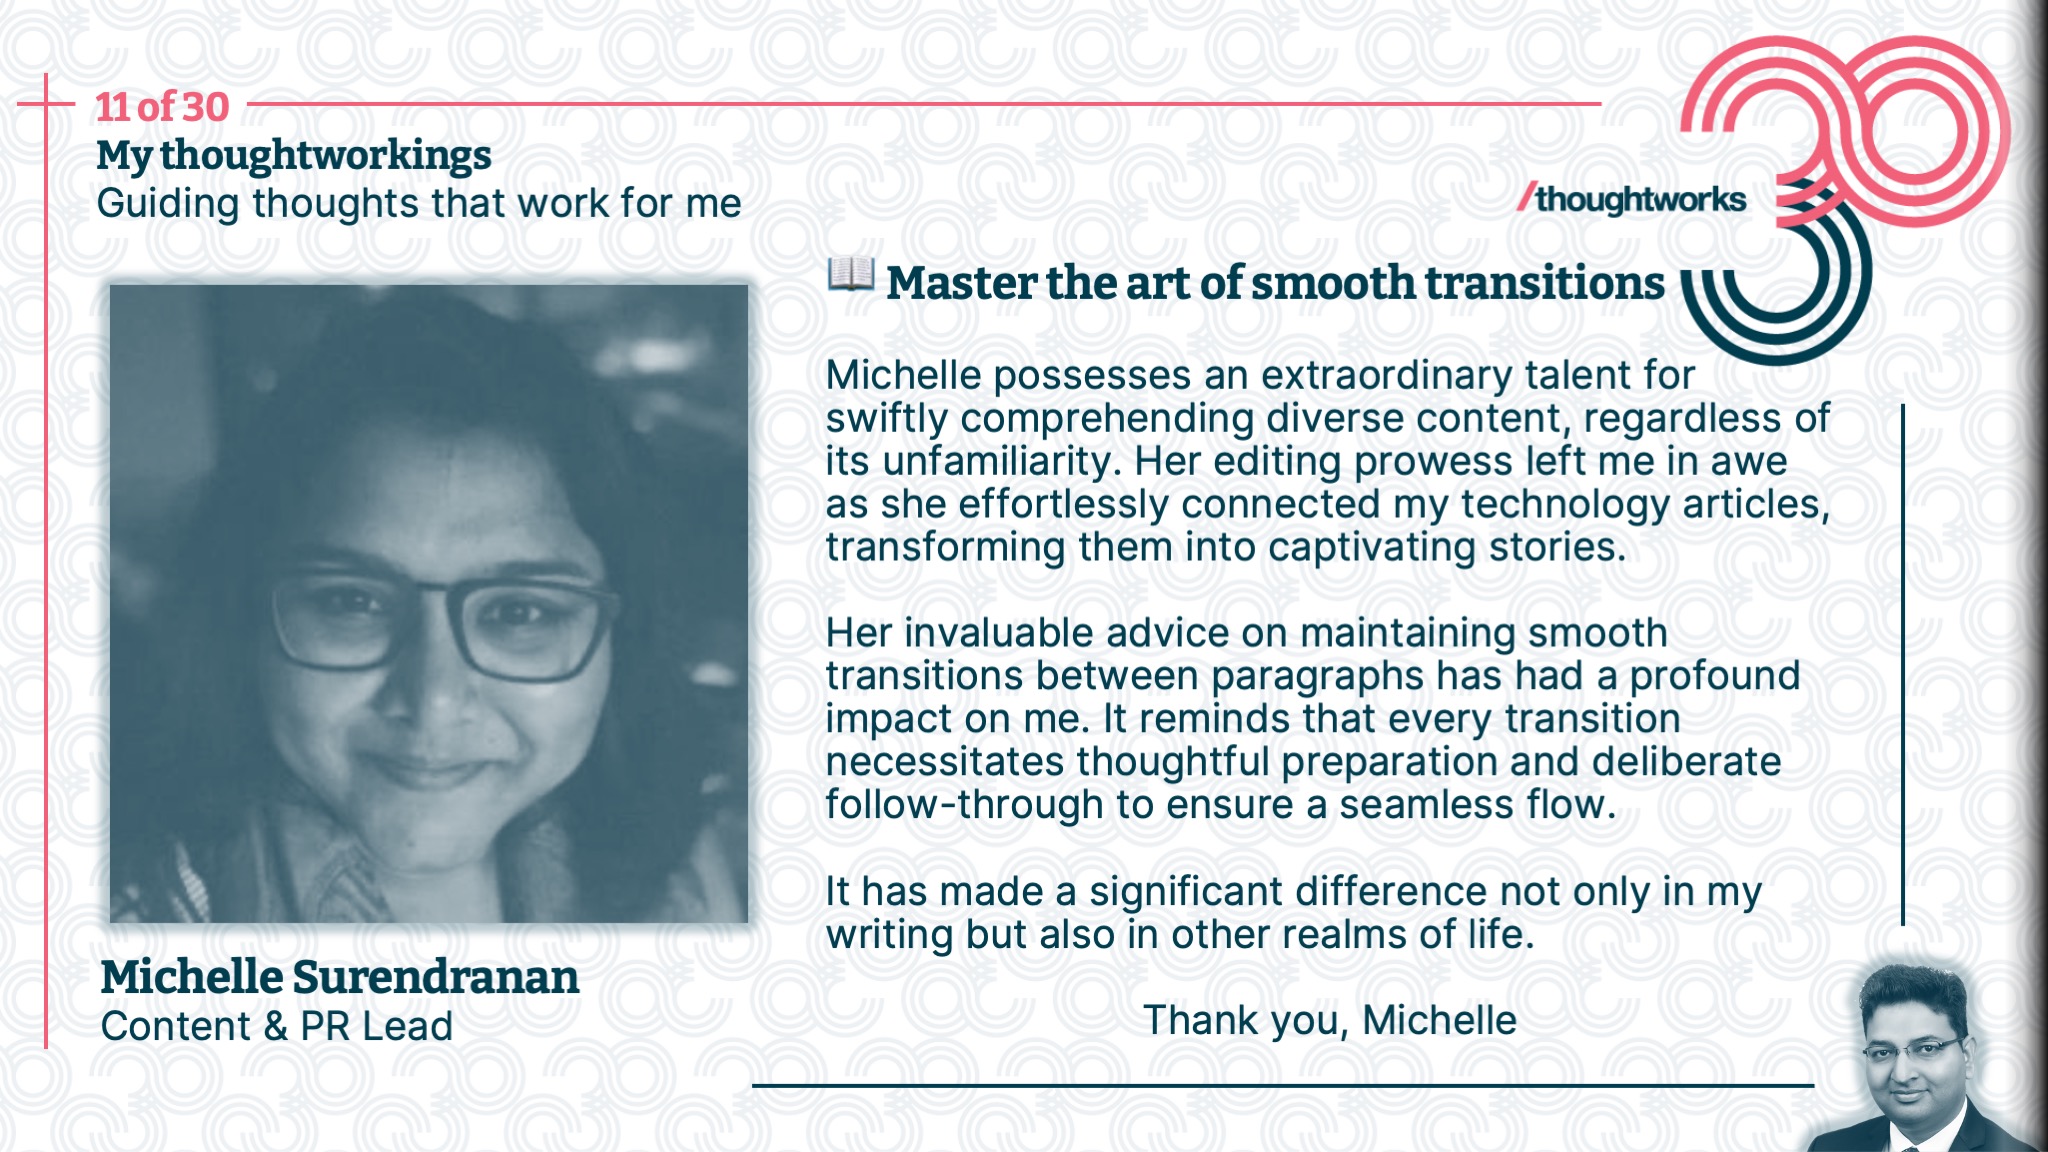 11 of 30
My thoughtworkings
Guiding thoughts that work for me
/thoughtworks
30
📖 Master the art of smooth transitions
Michelle possesses an extraordinary talent for
swiftly comprehending diverse content, regardless of
its unfamiliarity. Her editing prowess left me in awe
as she effortlessly connected my technology articles,
transforming them into captivating stories.
Her invaluable advice on maintaining smooth
transitions between paragraphs has had a profound
impact on me. It reminds that every transition
necessitates thoughtful preparation and deliberate
follow-through to ensure a seamless flow.
It has made a significant difference not only in my
writing but also in other realms of life.
Thank you, Michelle
Michelle Surendranan
Content & PR Lead